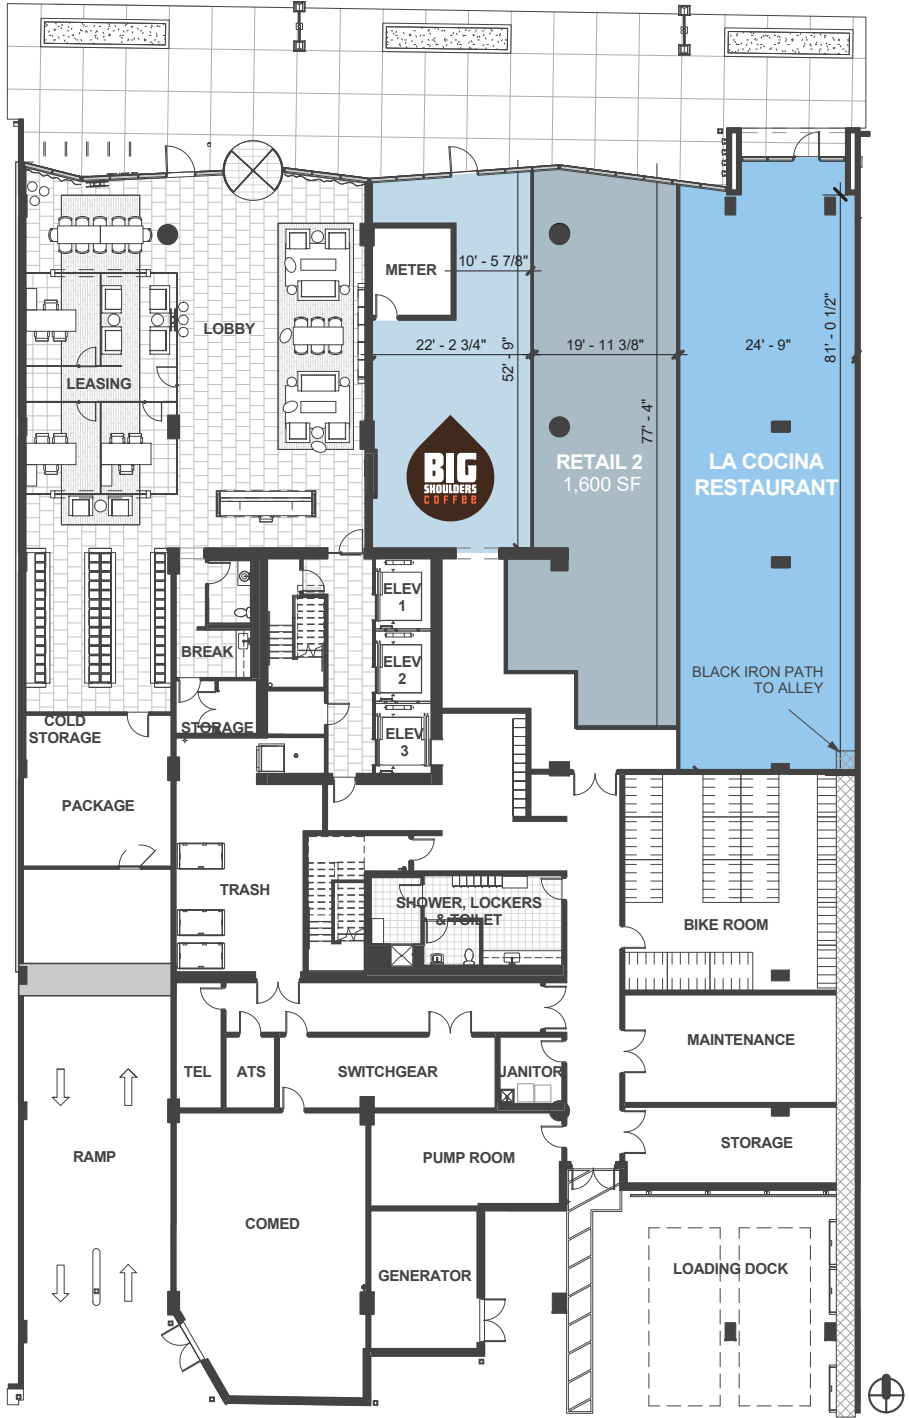 METER
10' - 5 7/8"
LOBBY
22' - 2 3/4"
52' - 9"
19' - 11 3/8"
24' - 9"
81' - 0 1/2"
77' - 4"
LEASING
BIG
SHOULDERS
COFFEE
RETAIL 2
1,600 SF
LA COCINA
RESTAURANT
ELEV
1
BREAK
ELEV
2
BLACK IRON PATH
TO ALLEY
COLD
STORAGE
STORAGE
ELEV
3
PACKAGE
TRASH
SHOWER, LOCKERS
& TOILET
BIKE ROOM
MAINTENANCE
TEL
ATS
SWITCHGEAR
JANITOR
STORAGE
RAMP
PUMP ROOM
COMED
GENERATOR
LOADING DOCK